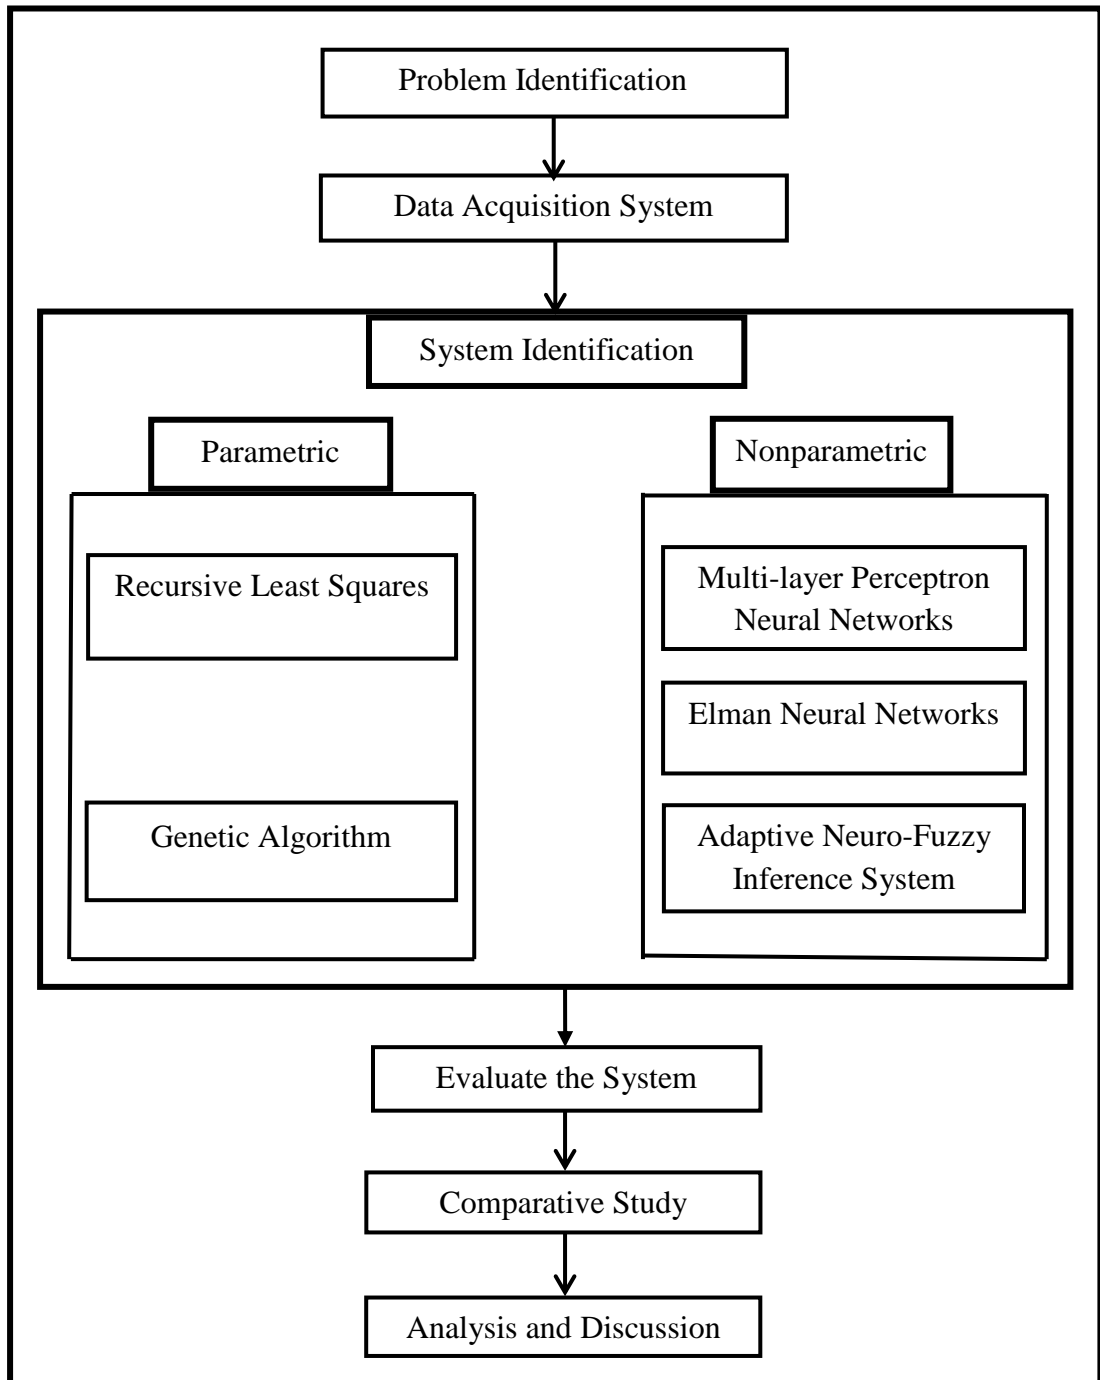 Problem Identification
Data Acquisition System
System Identification
Parametric
Recursive Least Squares
Genetic Algorithm
Nonparametric
Multi-layer Perceptron
Neural Networks
Elman Neural Networks
Adaptive Neuro-Fuzzy
Inference System
Evaluate the System
Comparative Study
Analysis and Discussion